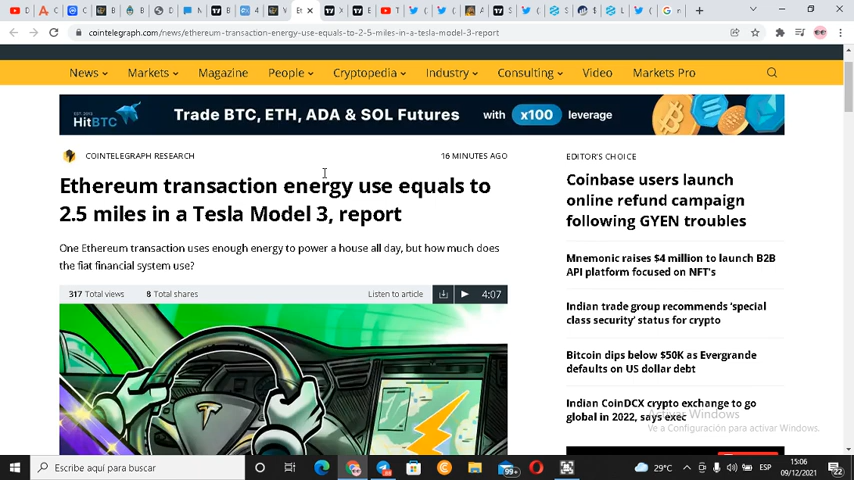 cointelegraph.com/news/ethereum-transaction-energy-use-equals-to-2-5-miles-in-a-tesla-model-3-report
News
Markets
Magazine
People
Cryptopedia
Industry
Consulting
Video
Markets Pro
EST. 2013
HitBTC
Trade BTC, ETH, ADA & SOL Futures with x100 leverage
COINTELEGRAPH RESEARCH
16 MINUTES AGO
Ethereum transaction energy use equals to
2.5 miles in a Tesla Model 3, report
One Ethereum transaction uses enough energy to power a house all day, but how much does
the fiat financial system use?
317 Total views
8 Total shares
Listen to article
4:07
EDITOR'S CHOICE
Coinbase users launch
online refund campaign
following GYEN troubles
Mnemonic raises $4 million to launch B2B
API platform focused on NFT's
Indian trade group recommends ‘special
class security’ status for crypto
Bitcoin dips below $50K as Evergrande
defaults on US dollar debt
Indian CoinDCX crypto exchange to go
global in 2022, says exec
Activar Windows
Ve a Configuración para activar Windows.
Escribe aquí para buscar
99+
29°C
ESP
15:06
09/12/2021
22